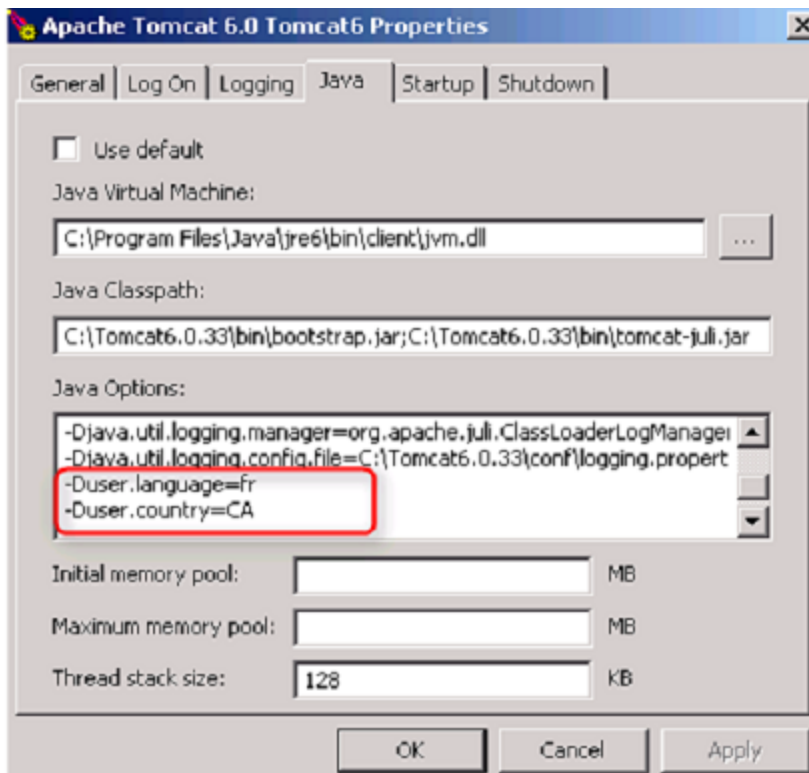 Apache Tomcat 6.0 Tomcat6 Properties
General Log On Logging Java Startup Shutdown
Use default
Java Virtual Machine:
C:\Program Files\Java\jre6\bin\client\jvm.dll
...
Java Classpath:
C:\Tomcat6.0.33\bin\bootstrap.jar;C:\Tomcat6.0.33\bin\tomcat-juli.jar
Java Options:
-Djava.util.logging.manager=org.apache.juli.ClassLoaderLogManager
-Djava.util.logging.config.file=C:\Tomcat6.0.33\conf\logging.propert
-Duser.language=fr
-Duser.country=CA
Initial memory pool: MB
Maximum memory pool: MB
Thread stack size: 128 KB
OK Cancel Apply